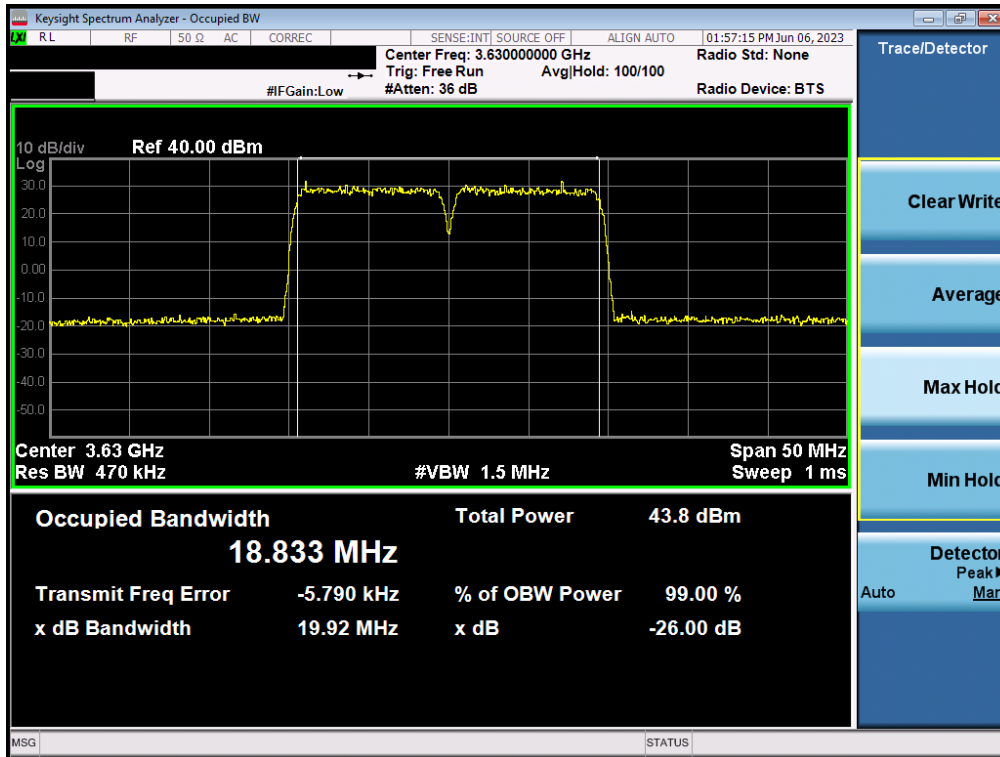 Keysight Spectrum Analyzer - Occupied BW
LXI RL RF 50 Ω AC CORREC SENSE:INT SOURCE OFF ALIGN AUTO 01:57:15 PM Jun 06, 2023
Center Freq: 3.630000000 GHz Radio Std: None
Trig: Free Run Avg|Hold: 100/100
#IFGain:Low #Atten: 36 dB Radio Device: BTS
10 dB/div Ref 40.00 dBm
Log
30.0
20.0
10.0
0.00
-10.0
-20.0
-30.0
-40.0
-50.0
Center 3.63 GHz Span 50 MHz
Res BW 470 kHz #VBW 1.5 MHz Sweep 1 ms
Occupied Bandwidth Total Power 43.8 dBm
18.833 MHz
Transmit Freq Error -5.790 kHz % of OBW Power 99.00 %
x dB Bandwidth 19.92 MHz x dB -26.00 dB
MSG STATUS
Trace/Detector
Clear Write
Average
Max Hold
Min Hold
Detector
Peak
Auto Man